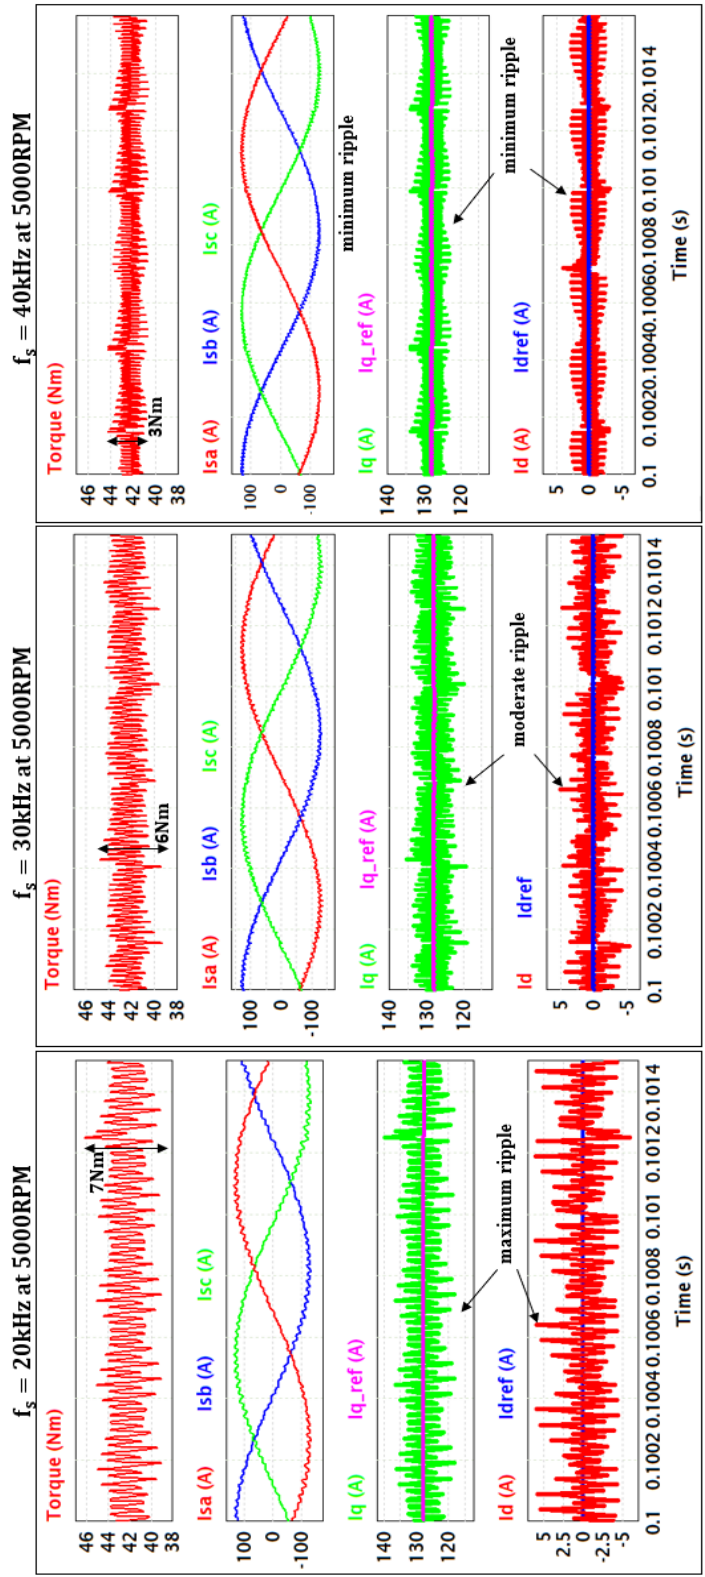 f_s = 20kHz at 5000RPM
Torque (Nm)
46
44
42
40
38
7Nm
Isa (A) Isb (A) Isc (A)
100
0
-100
Iq (A) Iq_ref (A)
140
130
120
Id (A) Idref (A)
maximum ripple
5
2.5
0
-2.5
-5
0.1 0.1002 0.1004 0.1006 0.1008 0.101 0.1012 0.1014
Time (s)
f_s = 30kHz at 5000RPM
Torque (Nm)
46
44
42
40
38
6Nm
Isa (A) Isb (A) Isc (A)
100
0
-100
Iq (A) Iq_ref (A)
140
130
120
Id Idref
moderate ripple
5
0
-5
0.1 0.1002 0.1004 0.1006 0.1008 0.101 0.1012 0.1014
Time (s)
f_s = 40kHz at 5000RPM
Torque (Nm)
46
44
42
40
38
3Nm
Isa (A) Isb (A) Isc (A)
100
0
-100
minimum ripple
Iq (A) Iq_ref (A)
140
130
120
Id (A) Idref (A)
minimum ripple
5
0
-5
0.1 0.1002 0.1004 0.1006 0.1008 0.101 0.1012 0.1014
Time (s)